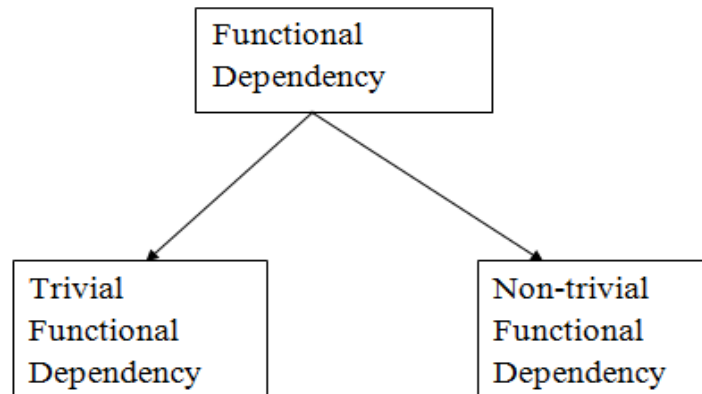 Functional
Dependency
Trivial
Functional
Dependency
Non-trivial
Functional
Dependency